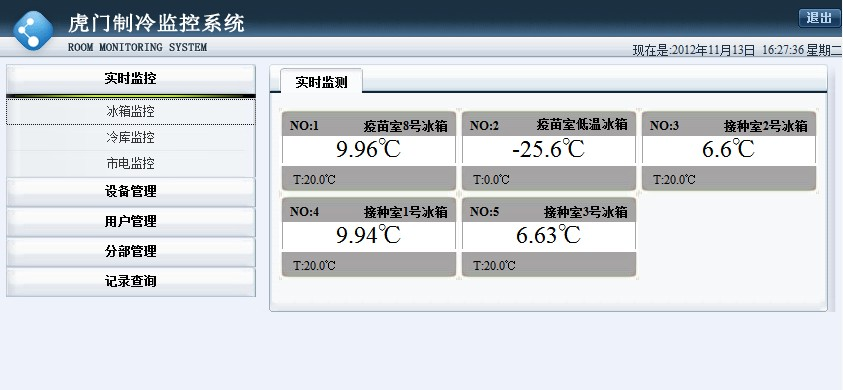 虎门制冷监控系统
退出
ROOM MONITORING SYSTEM
现在是:2012年11月13日 16:27:36 星期二
实时监控
冰箱监控
冷库监控
市电监控
设备管理
用户管理
分部管理
记录查询
实时监测
NO:1 疫苗室8号冰箱
9.96℃
T:20.0℃
NO:2 疫苗室低温冰箱
-25.6℃
T:0.0℃
NO:3 接种室2号冰箱
6.6℃
T:20.0℃
NO:4 接种室1号冰箱
9.94℃
T:20.0℃
NO:5 接种室3号冰箱
6.63℃
T:20.0℃